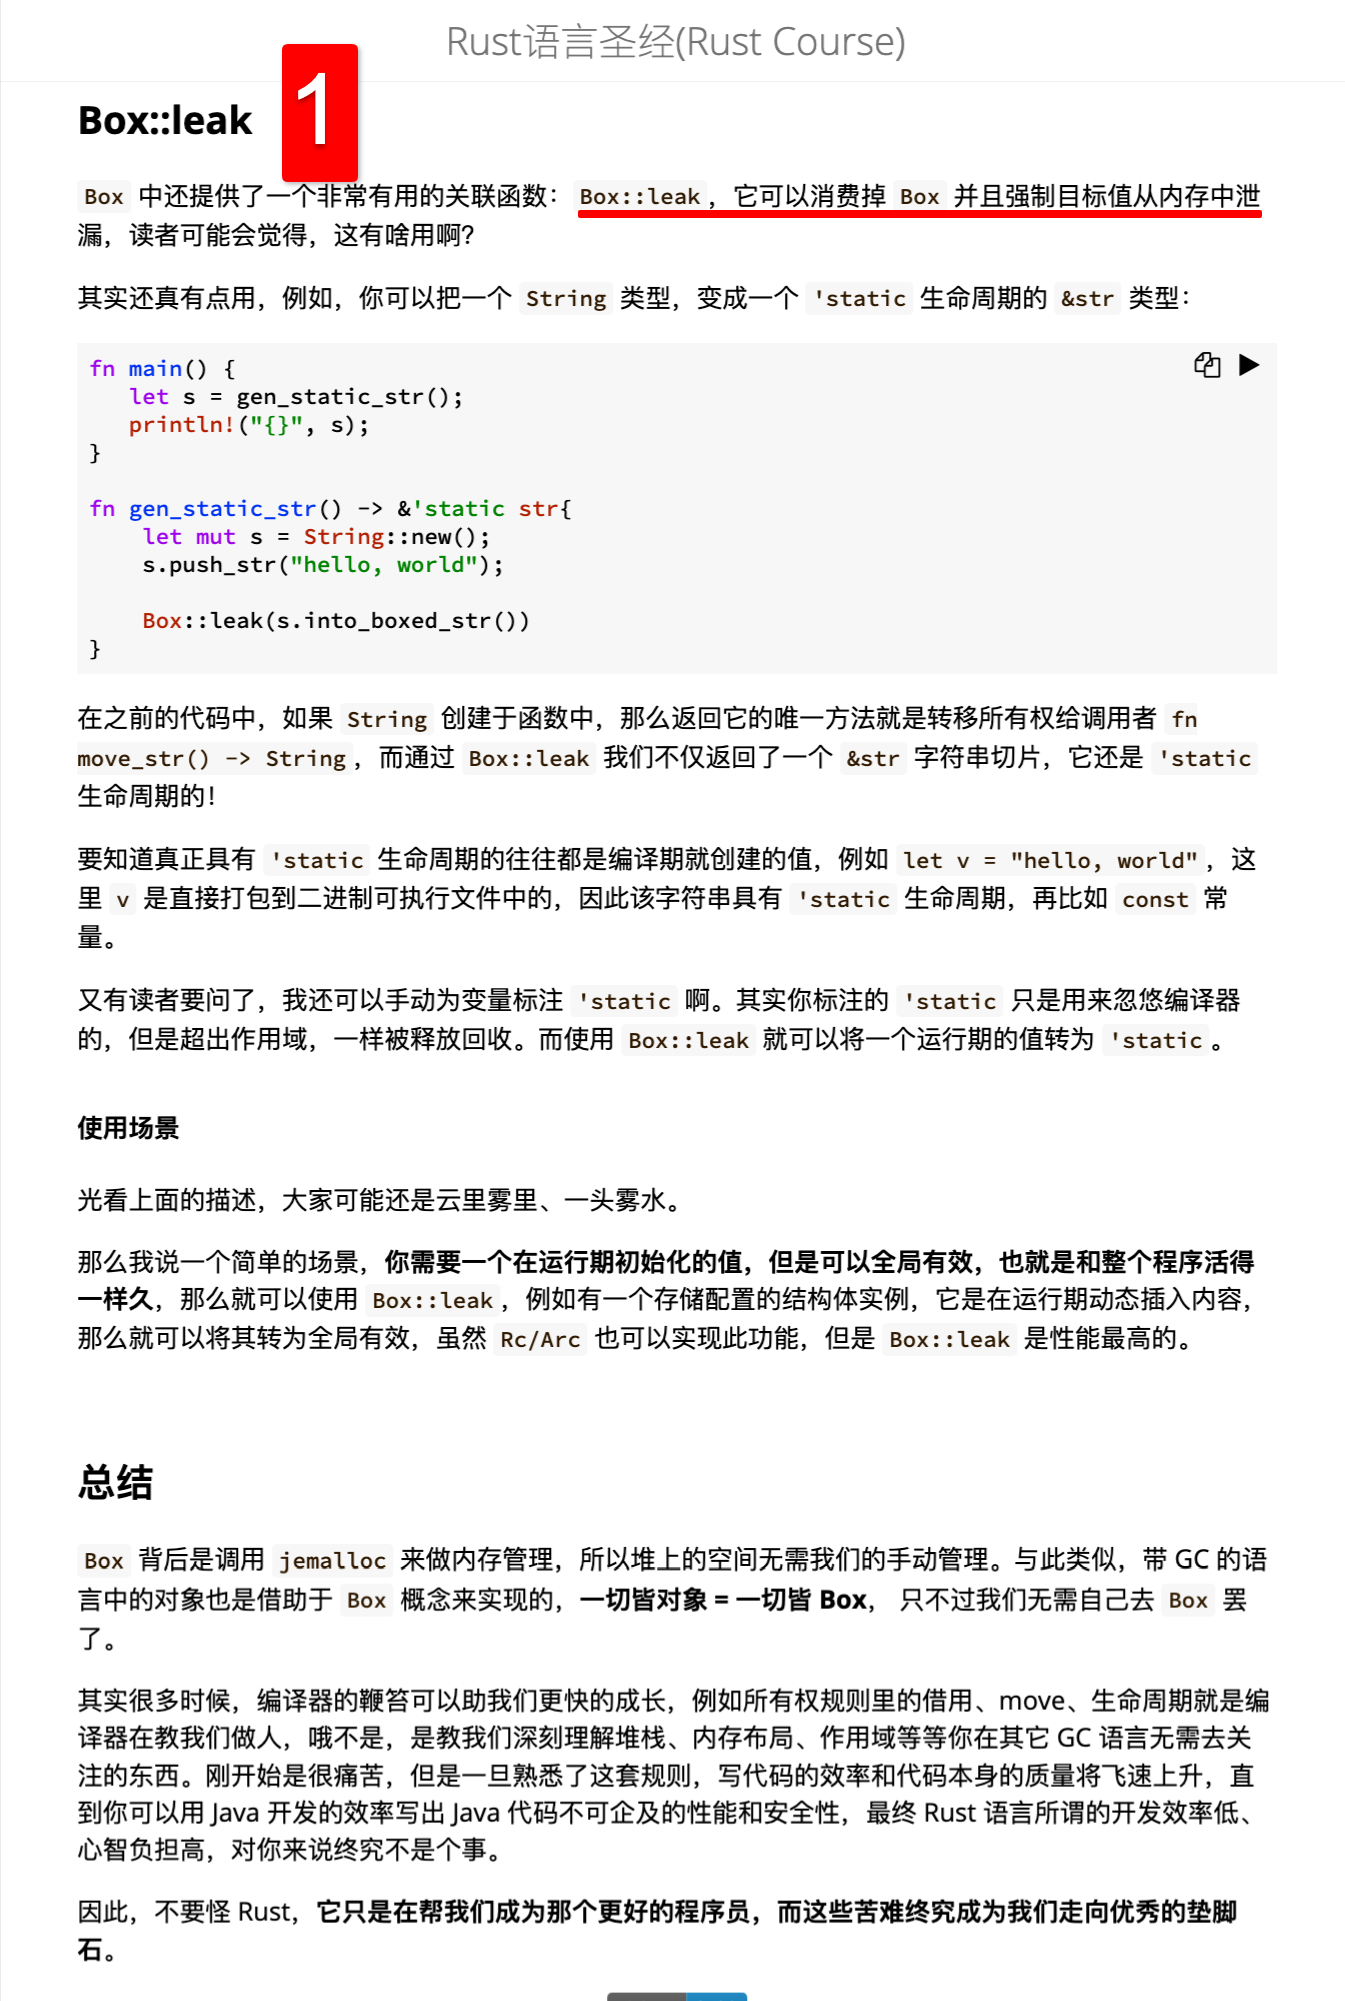 Rust语言圣经(Rust Course)
1
Box::leak
Box 中还提供了一个非常有用的关联函数：Box::leak，它可以消费掉 Box 并且强制目标值从内存中泄
漏，读者可能会觉得，这有啥用啊？
其实还真有点用，例如，你可以把一个 String 类型，变成一个 'static 生命周期的 &str 类型：
fn main() {
   let s = gen_static_str();
   println!("{}", s);
}
fn gen_static_str() -> &'static str{
    let mut s = String::new();
    s.push_str("hello, world");
    Box::leak(s.into_boxed_str())
}
在之前的代码中，如果 String 创建于函数中，那么返回它的唯一方法就是转移所有权给调用者 fn
move_str() -> String，而通过 Box::leak 我们不仅返回了一个 &str 字符串切片，它还是 'static
生命周期的！
要知道真正具有 'static 生命周期的往往都是编译期就创建的值，例如 let v = "hello, world"，这
里 v 是直接打包到二进制可执行文件中的，因此该字符串具有 'static 生命周期，再比如 const 常
量。
又有读者要问了，我还可以手动为变量标注 'static 啊。其实你标注的 'static 只是用来忽悠编译器
的，但是超出作用域，一样被释放回收。而使用 Box::leak 就可以将一个运行期的值转为 'static。
使用场景
光看上面的描述，大家可能还是云里雾里、一头雾水。
那么我说一个简单的场景，你需要一个在运行期初始化的值，但是可以全局有效，也就是和整个程序活得
一样久，那么就可以使用 Box::leak，例如有一个存储配置的结构体实例，它是在运行期动态插入内容，
那么就可以将其转为全局有效，虽然 Rc/Arc 也可以实现此功能，但是 Box::leak 是性能最高的。
总结
Box 背后是调用 jemalloc 来做内存管理，所以堆上的空间无需我们的手动管理。与此类似，带 GC 的语
言中的对象也是借助于 Box 概念来实现的，一切皆对象 = 一切皆 Box， 只不过我们无需自己去 Box 罢
了。
其实很多时候，编译器的鞭笞可以助我们更快的成长，例如所有权规则里的借用、move、生命周期就是编
译器在教我们做人，哦不是，是教我们深刻理解堆栈、内存布局、作用域等等你在其它 GC 语言无需去关
注的东西。刚开始是很痛苦，但是一旦熟悉了这套规则，写代码的效率和代码本身的质量将飞速上升，直
到你可以用 Java 开发的效率写出 Java 代码不可企及的性能和安全性，最终 Rust 语言所谓的开发效率低、
心智负担高，对你来说终究不是个事。
因此，不要怪 Rust，它只是在帮我们成为那个更好的程序员，而这些苦难终究成为我们走向优秀的垫脚
石。